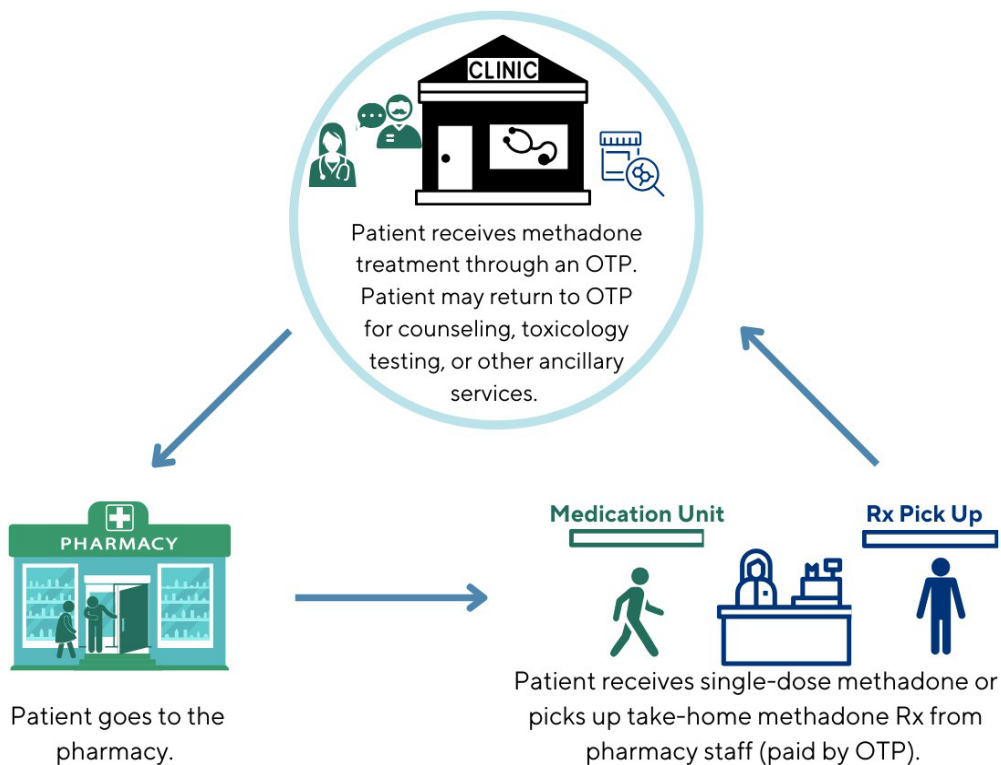 CLINIC
Patient receives methadone
treatment through an OTP.
Patient may return to OTP
for counseling, toxicology
testing, or other ancillary
services.
PHARMACY
Patient goes to the
pharmacy.
Medication Unit
Rx Pick Up
Patient receives single-dose methadone or
picks up take-home methadone Rx from
pharmacy staff (paid by OTP).